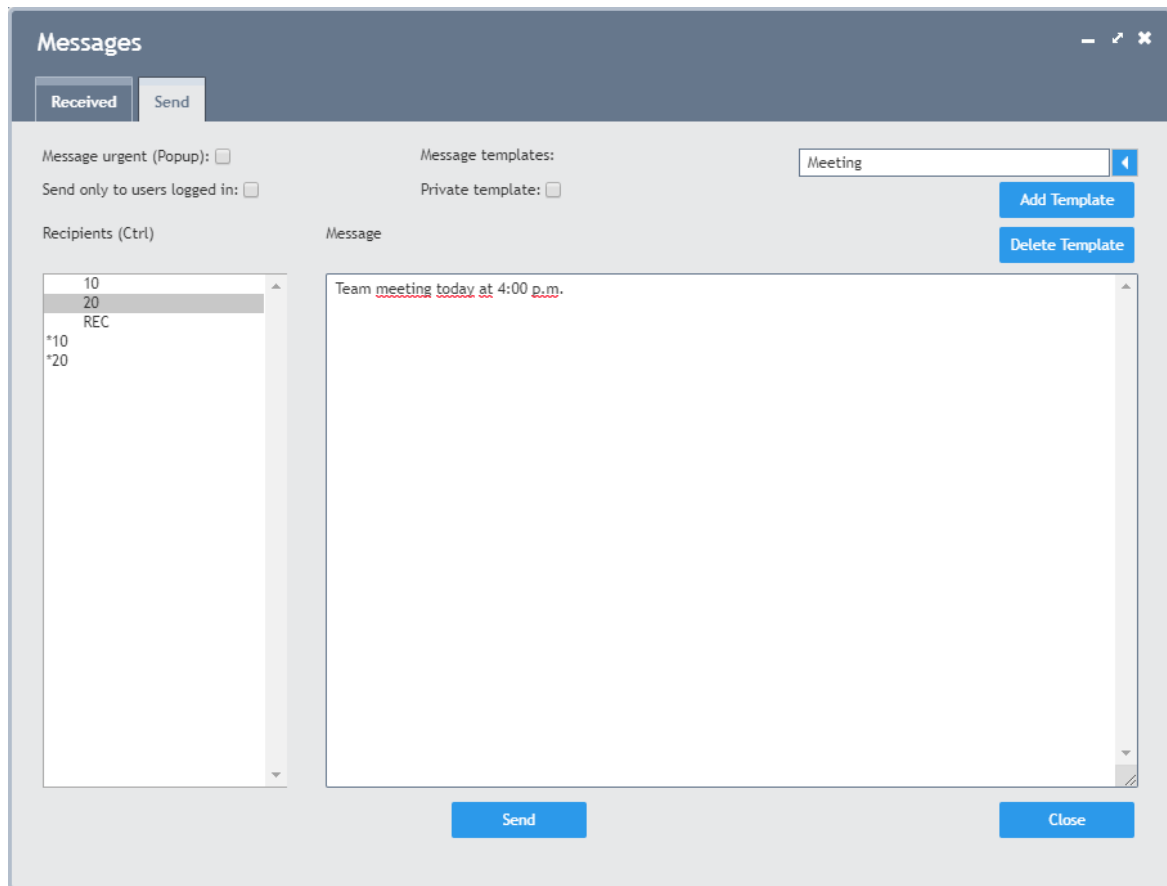 Messages
Received Send
Message urgent (Popup): Message templates: Meeting
Send only to users logged in: Private template: Add Template
Recipients (Ctrl) Message Delete Template
10 Team meeting today at 4:00 p.m.
20
REC
*10
*20
Send Close